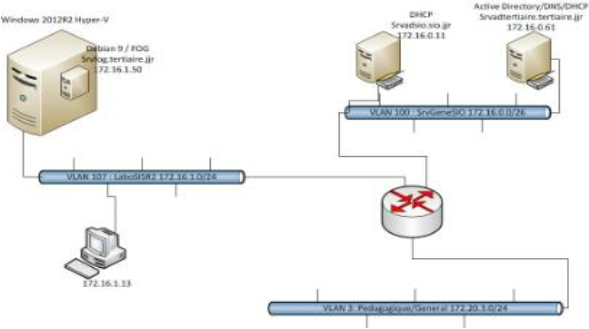 Windows 2012R2 Hyper-V
Debian 9 / FOG
Srvfog.tertiaire.jjr
172.16.1.50
DHCP
Srvadsio.sio.jjr
172.16.0.11
Active Directory/DNS/DHCP
Srvadtertiaire.tertiaire.jjr
172.16.0.61
VLAN 100 : SrvGeneSIO 172.16.0.0/26
VLAN 107 : LaboSISR2 172.16.1.0/24
172.16.1.13
VLAN 3. Pedagogique/General 172.20.3.0/24